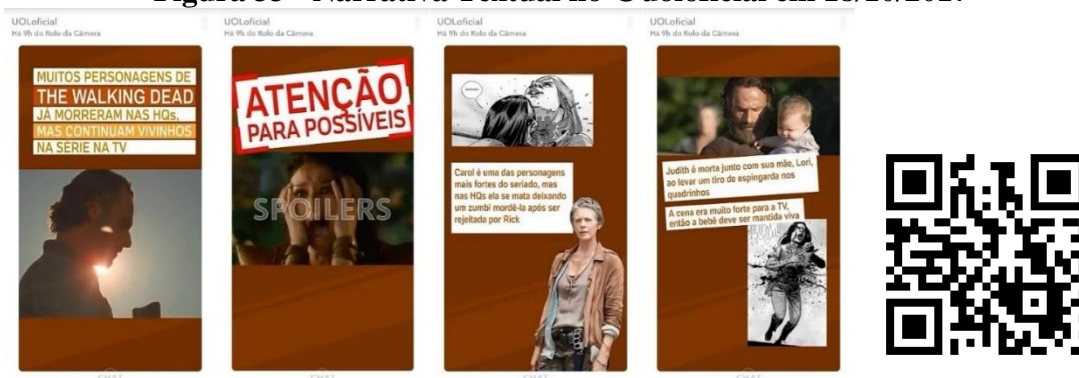 UOLoficial
Há 9h do Rolo da Câmera
MUITOS PERSONAGENS DE
THE WALKING DEAD
JÁ MORRERAM NAS HQs,
MAS CONTINUAM VIVINHOS
NA SÉRIE NA TV
UOLoficial
Há 9h do Rolo da Câmera
ATENÇÃO
PARA POSSÍVEIS
SPOILERS
UOLoficial
Há 9h do Rolo da Câmera
Carol é uma das personagens
mais fortes do seriado, mas
nas HQs ela se mata deixando
um zumbi mordê-la após ser
rejeitada por Rick
UOLoficial
Há 9h do Rolo da Câmera
Judith é morta junto com sua mãe, Lori,
ao levar um tiro de espingarda nos
quadrinhos
A cena era muito forte para a TV,
então a bebê deve ser mantida viva